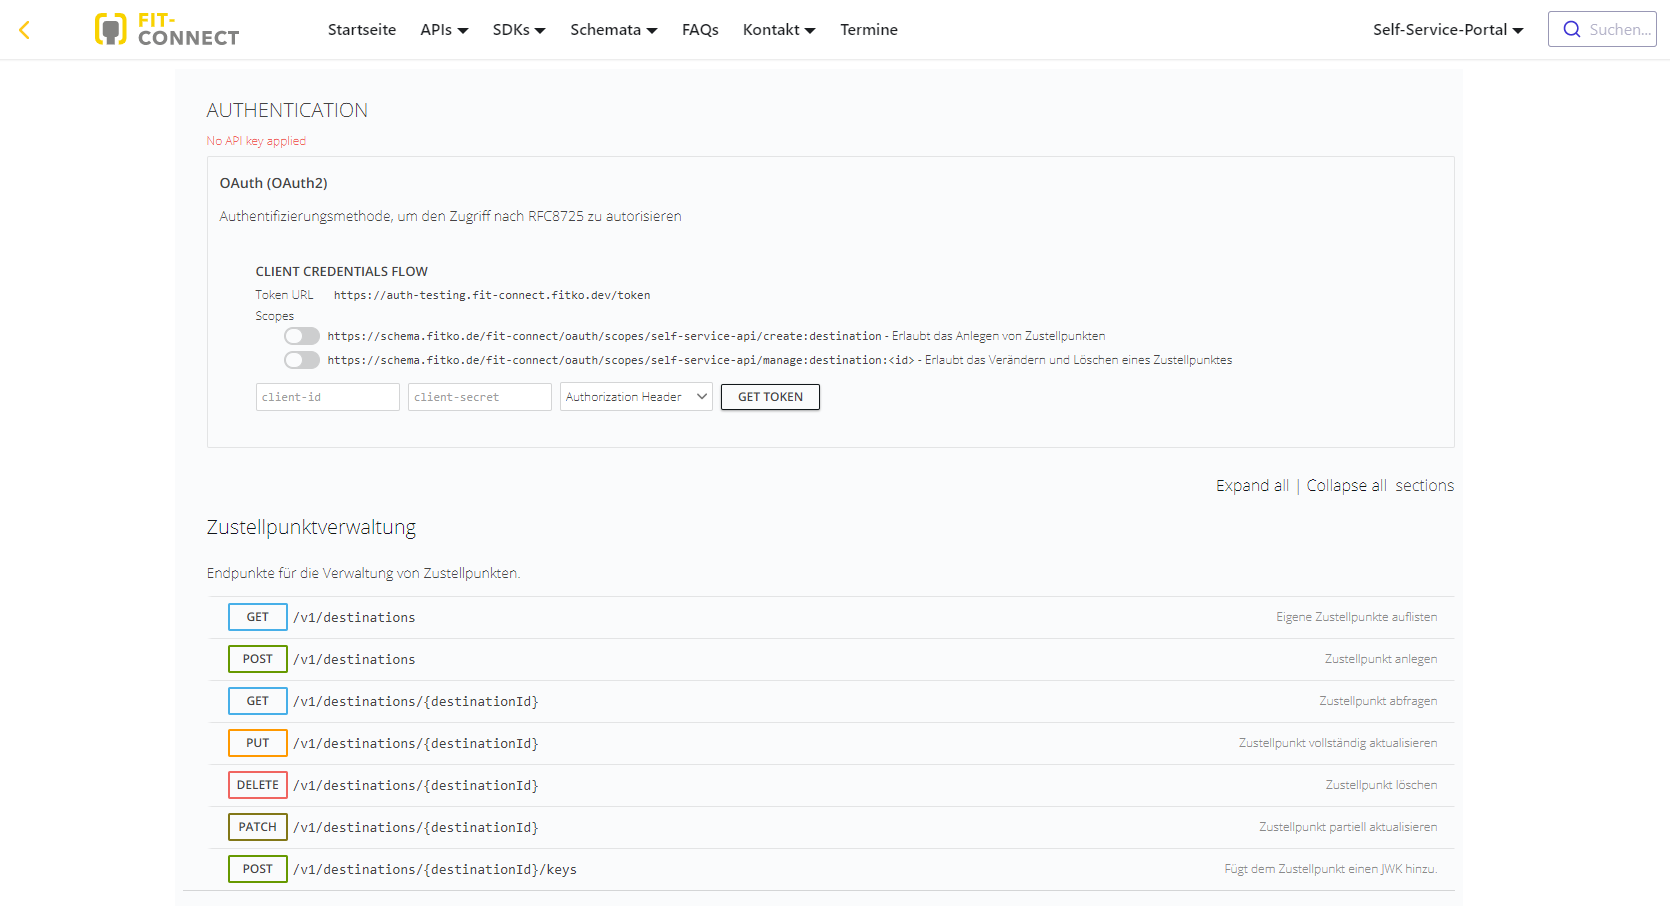 FIT-
CONNECT
Startseite APIs SDKs Schemata FAQs Kontakt Termine Self-Service-Portal Suchen...
AUTHENTICATION
No API key applied
OAuth (OAuth2)
Authentifizierungsmethode, um den Zugriff nach RFC8725 zu autorisieren
CLIENT CREDENTIALS FLOW
Token URL https://auth-testing.fit-connect.fitko.dev/token
Scopes
https://schema.fitko.de/fit-connect/oauth/scopes/self-service-api/create:destination - Erlaubt das Anlegen von Zustellpunkten
https://schema.fitko.de/fit-connect/oauth/scopes/self-service-api/manage:destination:<id> - Erlaubt das Verändern und Löschen eines Zustellpunktes
client-id client-secret Authorization Header GET TOKEN
Expand all | Collapse all sections
Zustellpunktverwaltung
Endpunkte für die Verwaltung von Zustellpunkten.
GET /v1/destinations Eigene Zustellpunkte auflisten
POST /v1/destinations Zustellpunkt anlegen
GET /v1/destinations/{destinationId} Zustellpunkt abfragen
PUT /v1/destinations/{destinationId} Zustellpunkt vollständig aktualisieren
DELETE /v1/destinations/{destinationId} Zustellpunkt löschen
PATCH /v1/destinations/{destinationId} Zustellpunkt partiell aktualisieren
POST /v1/destinations/{destinationId}/keys Fügt dem Zustellpunkt einen JWK hinzu.